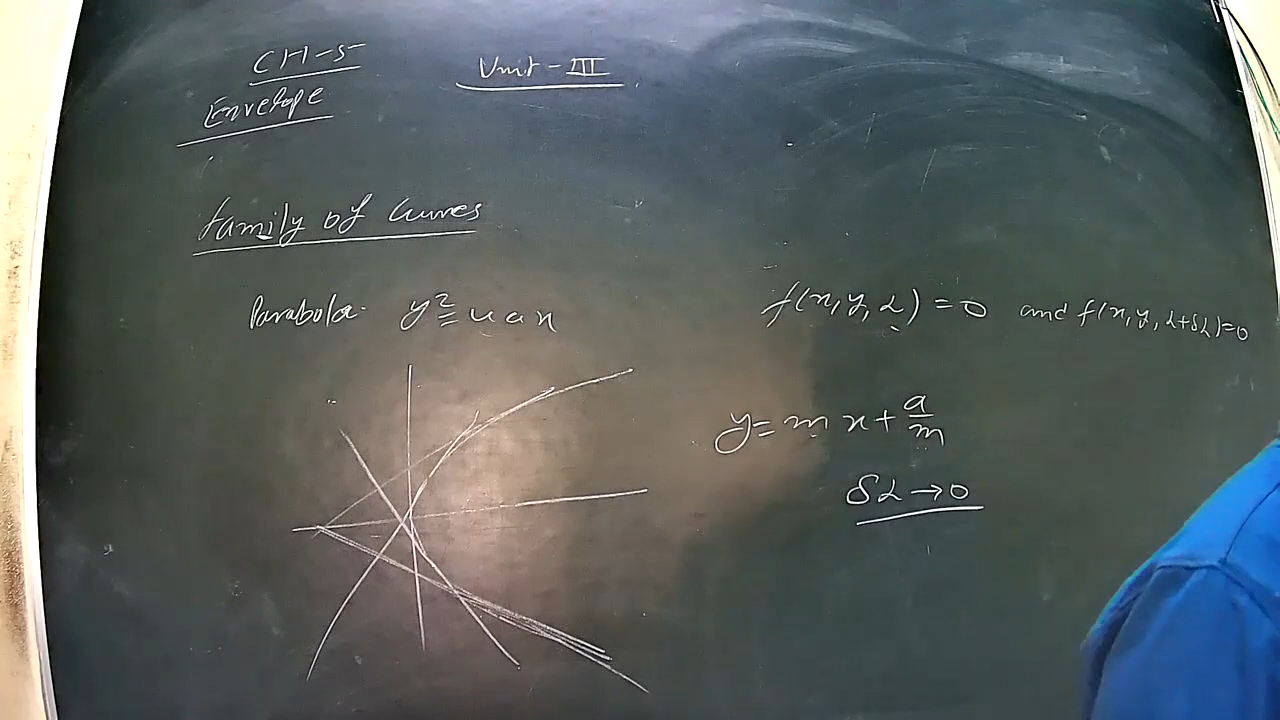 CH-5
Unit-III
Envelope
family of curves
Parabola y²=4ax
f(x,y,α)=0 and f(x,y,α+δα)=0
y=mx+a/m
δα→0